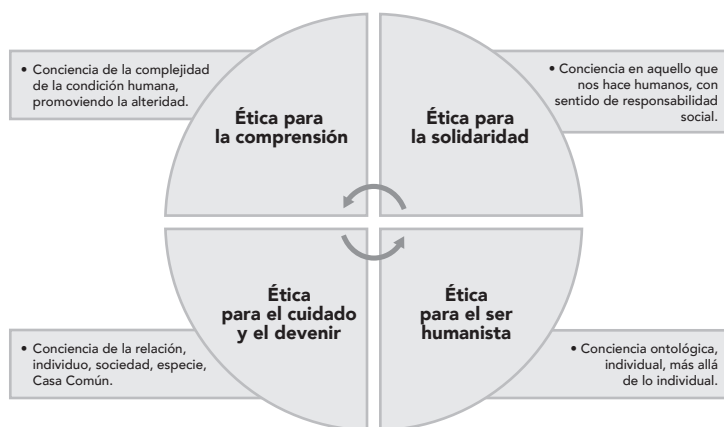 • Conciencia de la complejidad
de la condición humana,
promoviendo la alteridad.
Ética para
la comprensión
Ética para
la solidaridad
• Conciencia en aquello que
nos hace humanos, con
sentido de responsabilidad
social.
• Conciencia de la relación,
individuo, sociedad, especie,
Casa Común.
Ética
para el cuidado
y el devenir
Ética
para el ser
humanista
• Conciencia ontológica,
individual, más allá
de lo individual.